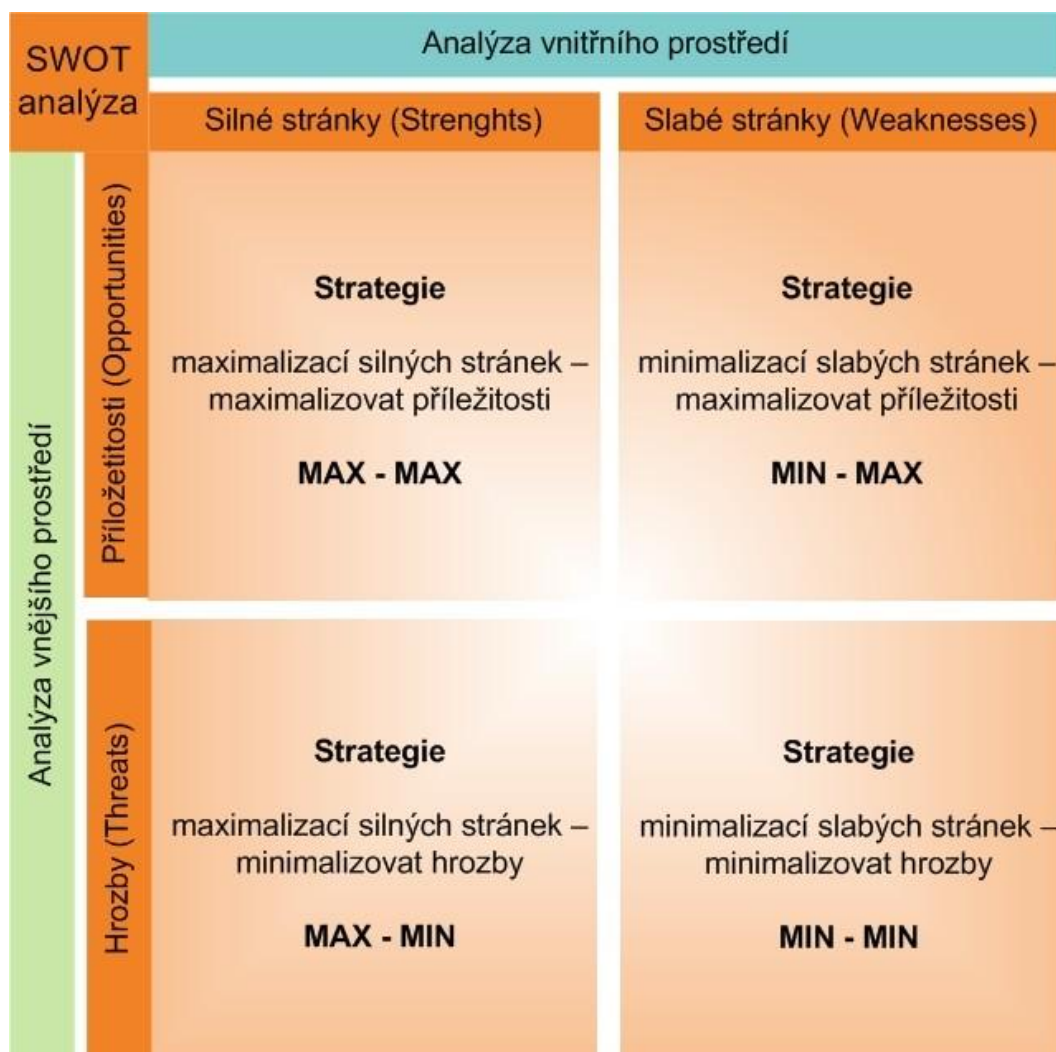 SWOT
analýza
Analýza vnitřního prostředí
Silné stránky (Strenghts)
Slabé stránky (Weaknesses)
Analýza vnějšího prostředí
Příložetitosti (Opportunities)
Strategie
maximalizací silných stránek –
maximalizovat příležitosti
MAX - MAX
Strategie
minimalizací slabých stránek –
maximalizovat příležitosti
MIN - MAX
Hrozby (Threats)
Strategie
maximalizací silných stránek –
minimalizovat hrozby
MAX - MIN
Strategie
minimalizací slabých stránek –
minimalizovat hrozby
MIN - MIN